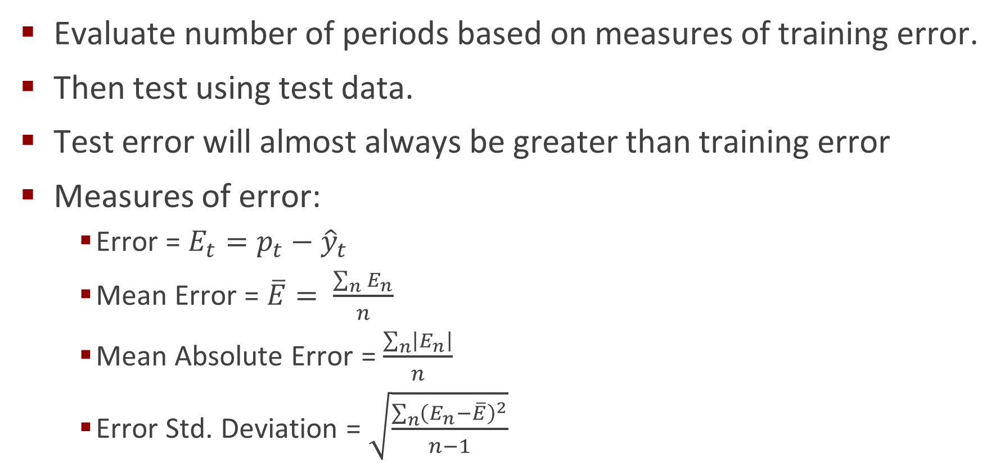 ▪ Evaluate number of periods based on measures of training error.
▪ Then test using test data.
▪ Test error will almost always be greater than training error
▪ Measures of error:
▪ Error = $E_t = p_t - \hat{y}_t$
▪ Mean Error = $\bar{E} = \frac{\sum_n E_n}{n}$
▪ Mean Absolute Error = $\frac{\sum_n |E_n|}{n}$
▪ Error Std. Deviation = $\sqrt{\frac{\sum_n (E_n - \bar{E})^2}{n-1}}$